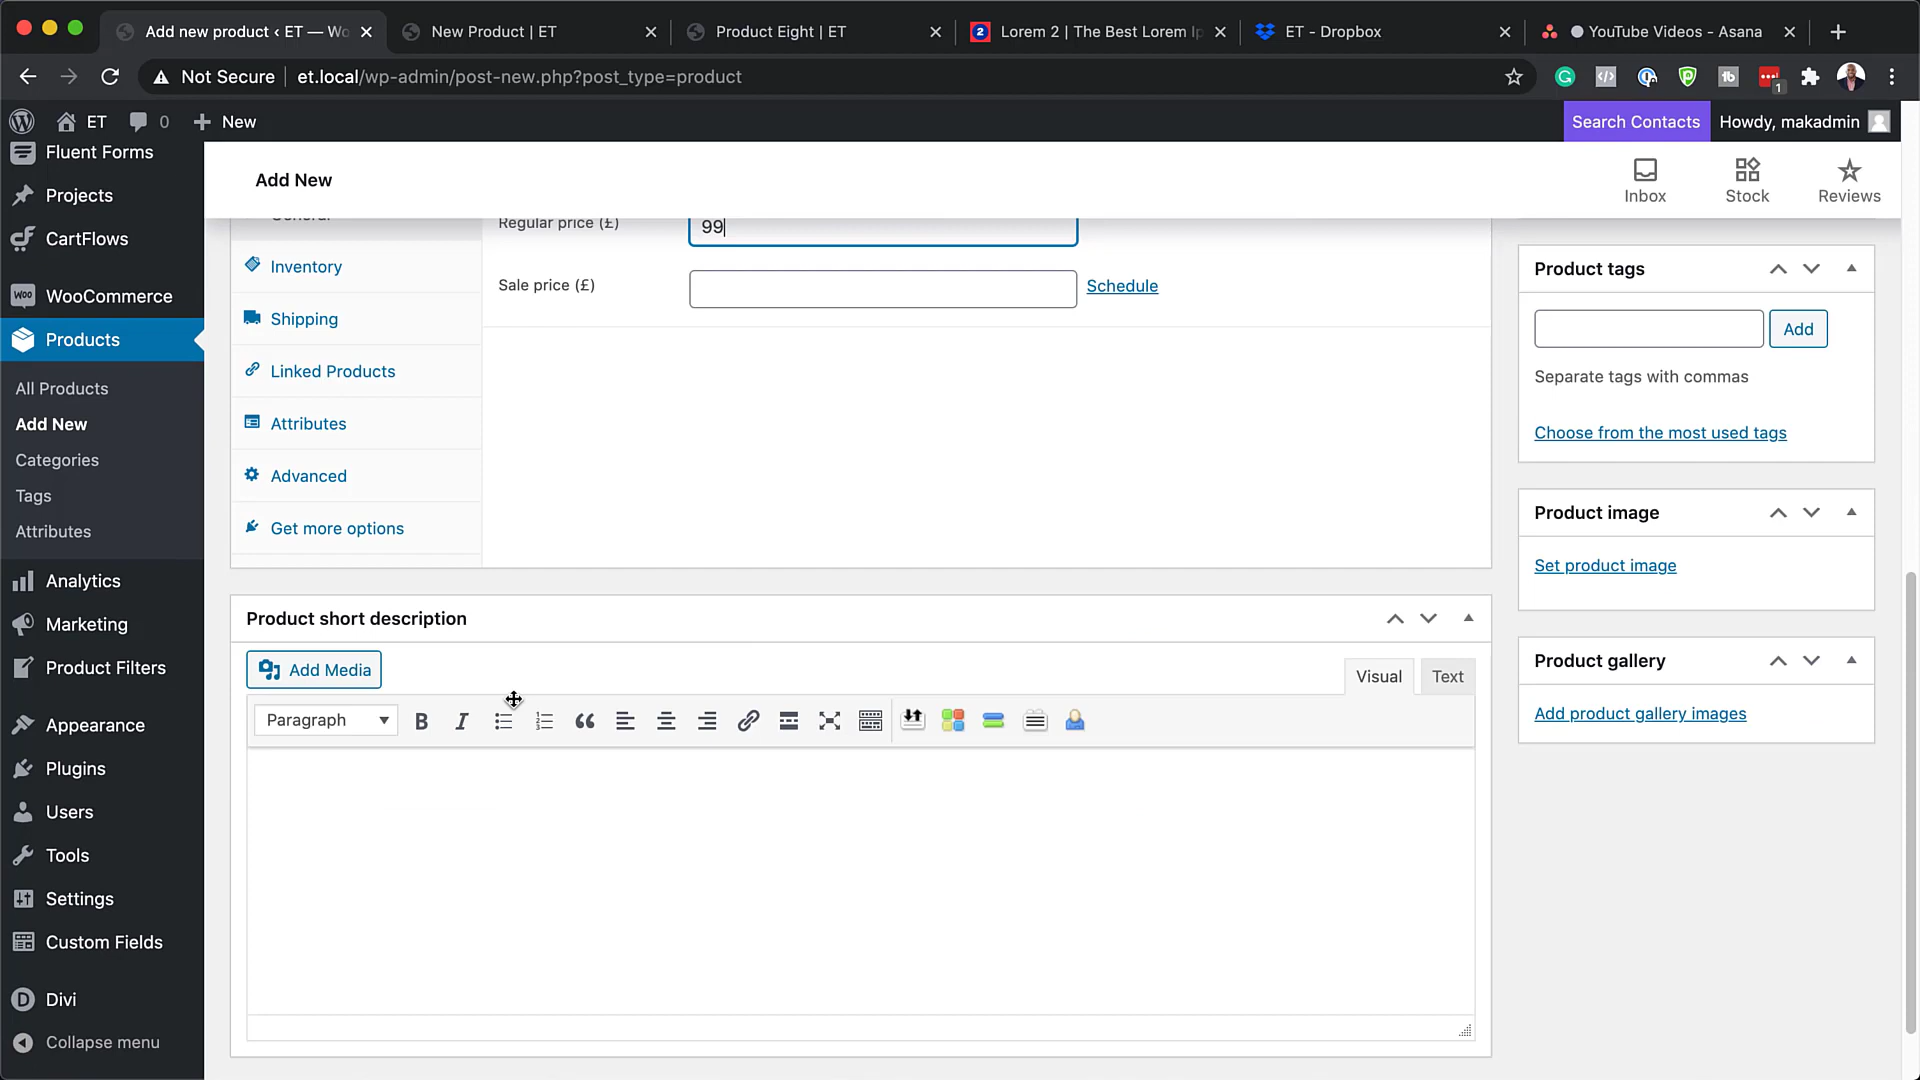 Add new product ‹ ET — Wo
New Product | ET
Product Eight | ET
2
Lorem 2 | The Best Lorem Ip
ET - Dropbox
YouTube Videos - Asana
Not Secure
et.local/wp-admin/post-new.php?post_type=product
1
ET
0
New
Search Contacts
Howdy, makadmin
Fluent Forms
Projects
CartFlows
WooCommerce
Products
All Products
Add New
Categories
Tags
Attributes
Analytics
Marketing
Product Filters
Appearance
Plugins
Users
Tools
Settings
Custom Fields
Divi
Collapse menu
Add New
Inbox
Stock
Reviews
General
Inventory
Shipping
Linked Products
Attributes
Advanced
Get more options
Regular price (£)
99
Sale price (£)
Schedule
Product short description
Add Media
Visual
Text
Paragraph
Product tags
Add
Separate tags with commas
Choose from the most used tags
Product image
Set product image
Product gallery
Add product gallery images